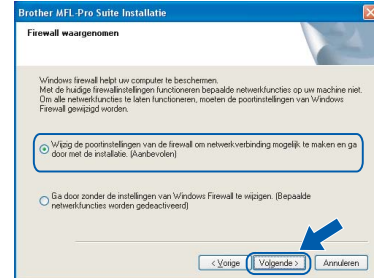 Brother MFL-Pro Suite Installatie
Firewall waargenomen
Windows firewall helpt uw computer te beschermen.
Met de huidige firewallinstellingen functioneren bepaalde netwerkfuncties op uw machine niet.
Om alle netwerkfuncties te laten functioneren, moeten de poortinstellingen van Windows
Firewall gewijzigd worden.
Wijzig de poortinstellingen van de firewall om netwerkverbinding mogelijk te maken en ga
door met de installatie. (Aanbevolen)
Ga door zonder de instellingen van Windows Firewall te wijzigen. (Bepaalde
netwerkfuncties worden gedeactiveerd)
< Vorige
Volgende >
Annuleren